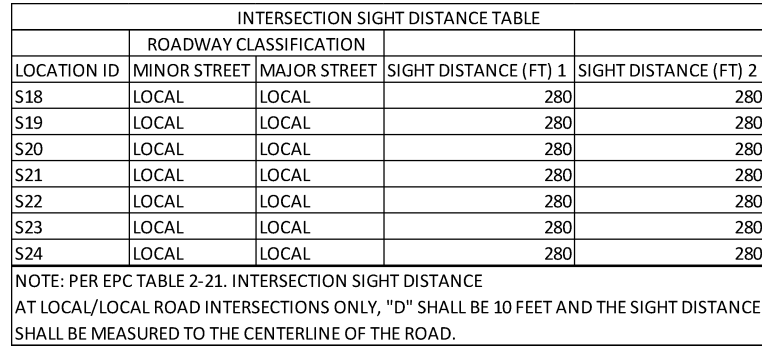 INTERSECTION SIGHT DISTANCE TABLE
ROADWAY CLASSIFICATION
LOCATION ID MINOR STREET MAJOR STREET SIGHT DISTANCE (FT) 1 SIGHT DISTANCE (FT) 2
S18 LOCAL LOCAL 280 280
S19 LOCAL LOCAL 280 280
S20 LOCAL LOCAL 280 280
S21 LOCAL LOCAL 280 280
S22 LOCAL LOCAL 280 280
S23 LOCAL LOCAL 280 280
S24 LOCAL LOCAL 280 280
NOTE: PER EPC TABLE 2-21. INTERSECTION SIGHT DISTANCE
AT LOCAL/LOCAL ROAD INTERSECTIONS ONLY, "D" SHALL BE 10 FEET AND THE SIGHT DISTANCE
SHALL BE MEASURED TO THE CENTERLINE OF THE ROAD.